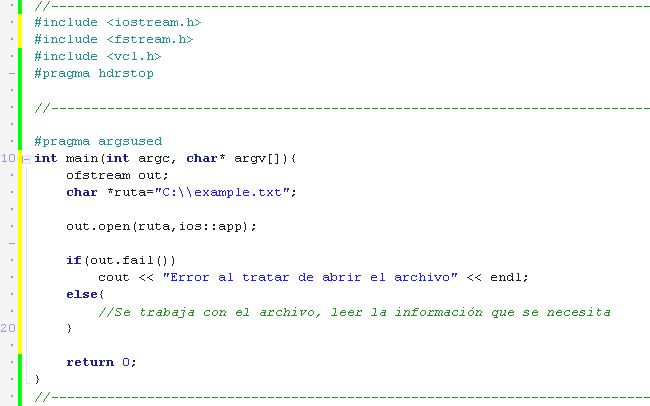 //---------------------------------------------------------------------------
#include <iostream.h>
#include <fstream.h>
#include <vcl.h>
#pragma hdrstop
//---------------------------------------------------------------------------
#pragma argsused
10 int main(int argc, char* argv[]){
ofstream out;
char *ruta="C:\\example.txt";
out.open(ruta,ios::app);
if(out.fail())
cout << "Error al tratar de abrir el archivo" << endl;
else{
//Se trabaja con el archivo, leer la información que se necesita
20 }
return 0;
}
//---------------------------------------------------------------------------